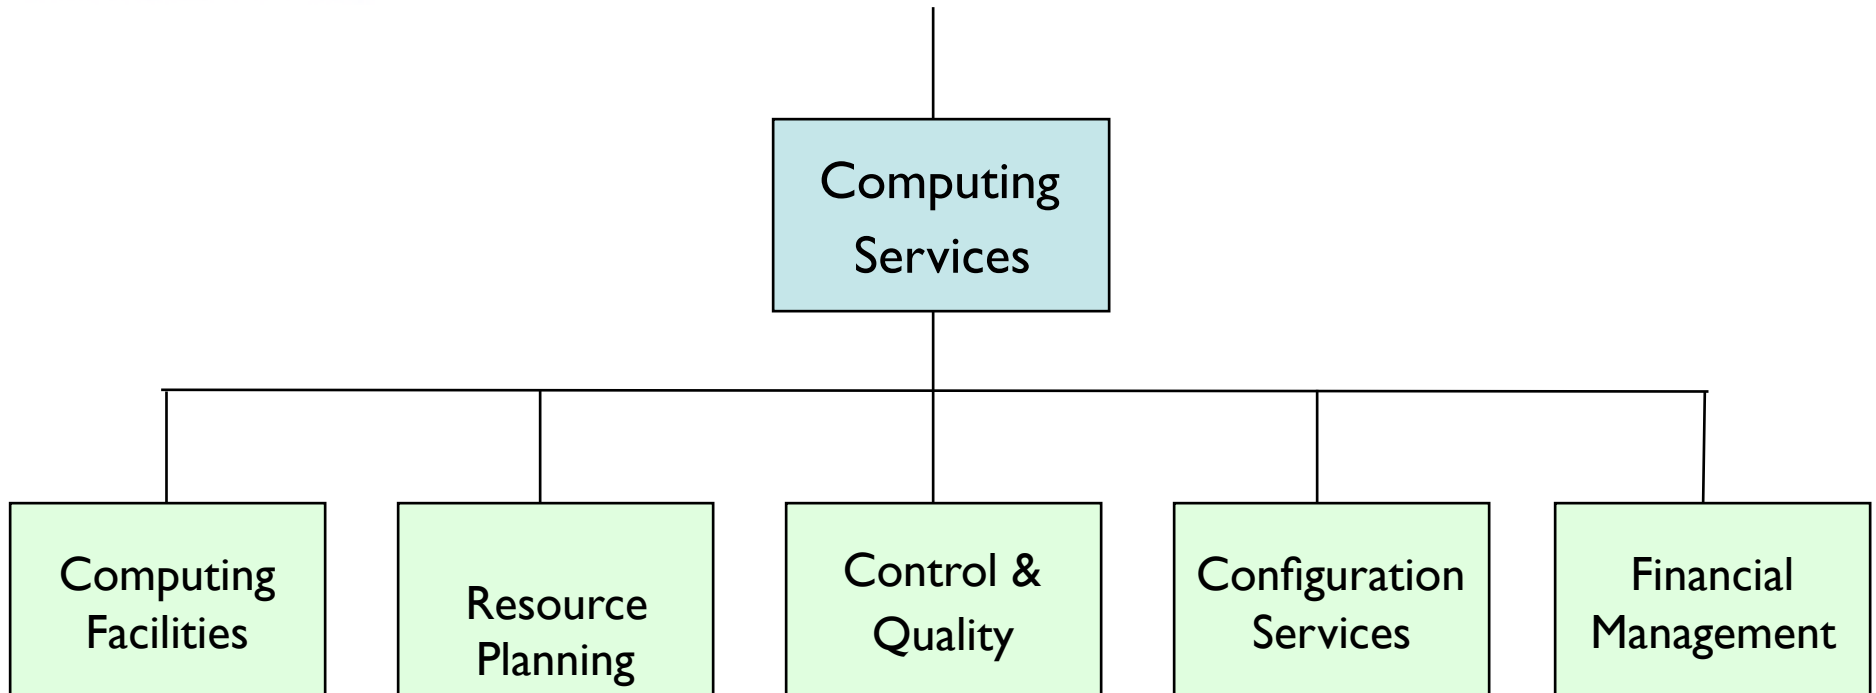 Computing
Services
Computing
Facilities
Resource
Planning
Control &
Quality
Configuration
Services
Financial
Management